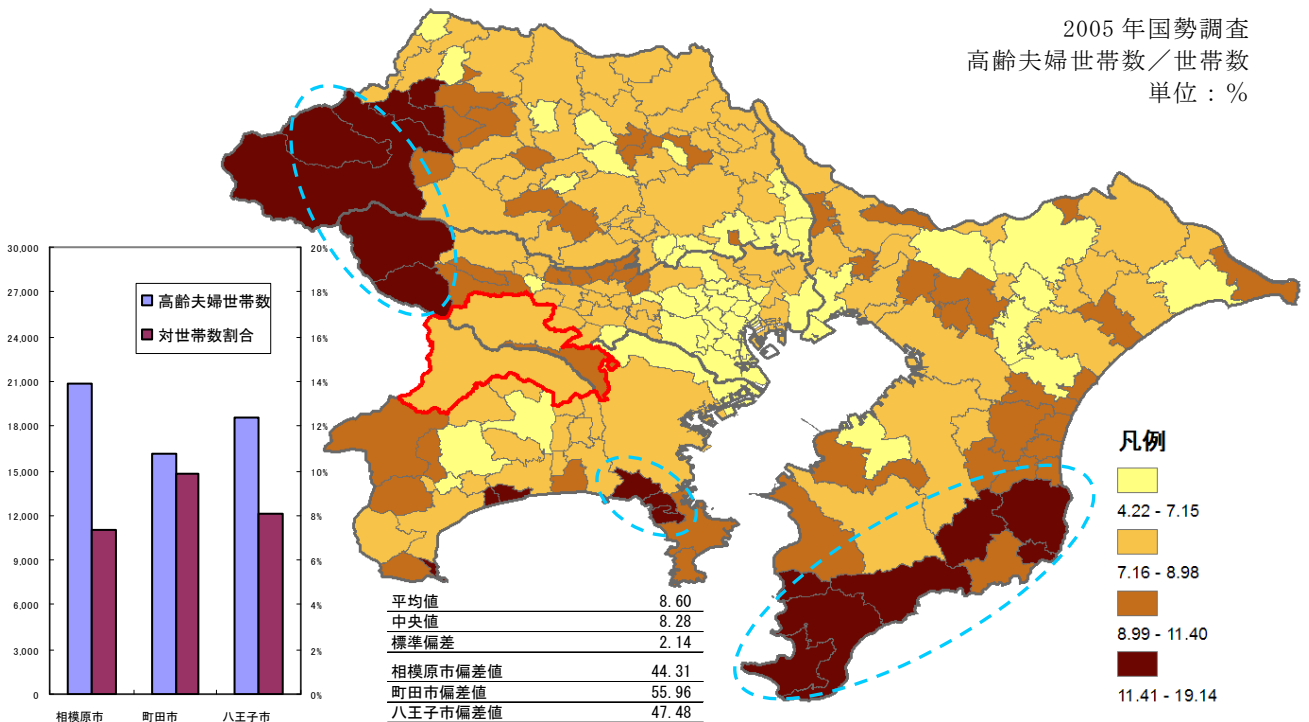 2005年国勢調査
高齢夫婦世帯数／世帯数
単位：%
30,000
27,000
24,000
21,000
18,000
15,000
12,000
9,000
6,000
3,000
0
20%
18%
16%
14%
12%
10%
8%
6%
4%
2%
0%
高齢夫婦世帯数
対世帯数割合
相模原市 町田市 八王子市
平均値 8.60
中央値 8.28
標準偏差 2.14
相模原市偏差値 44.31
町田市偏差値 55.96
八王子市偏差値 47.48
凡例
4.22 - 7.15
7.16 - 8.98
8.99 - 11.40
11.41 - 19.14